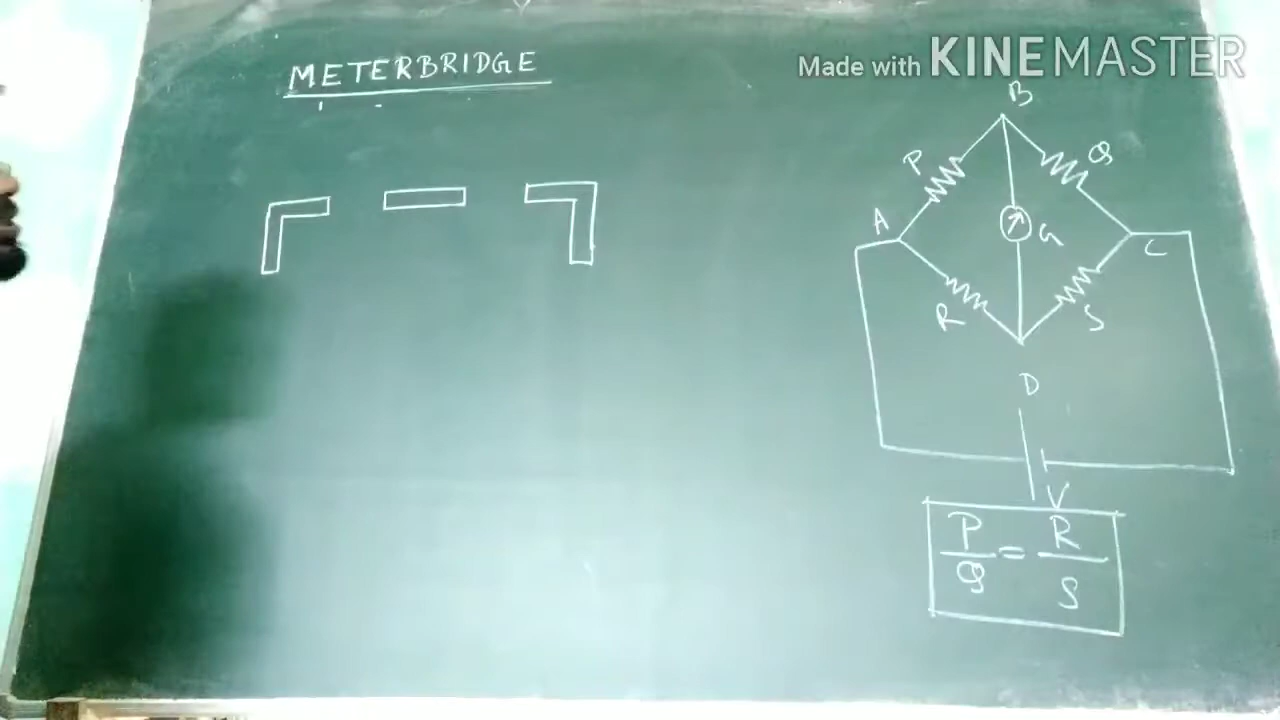 METERBRIDGE
Made with KINEMASTER
B
P
Q
A
G
C
R
S
D
V
P/Q = R/S